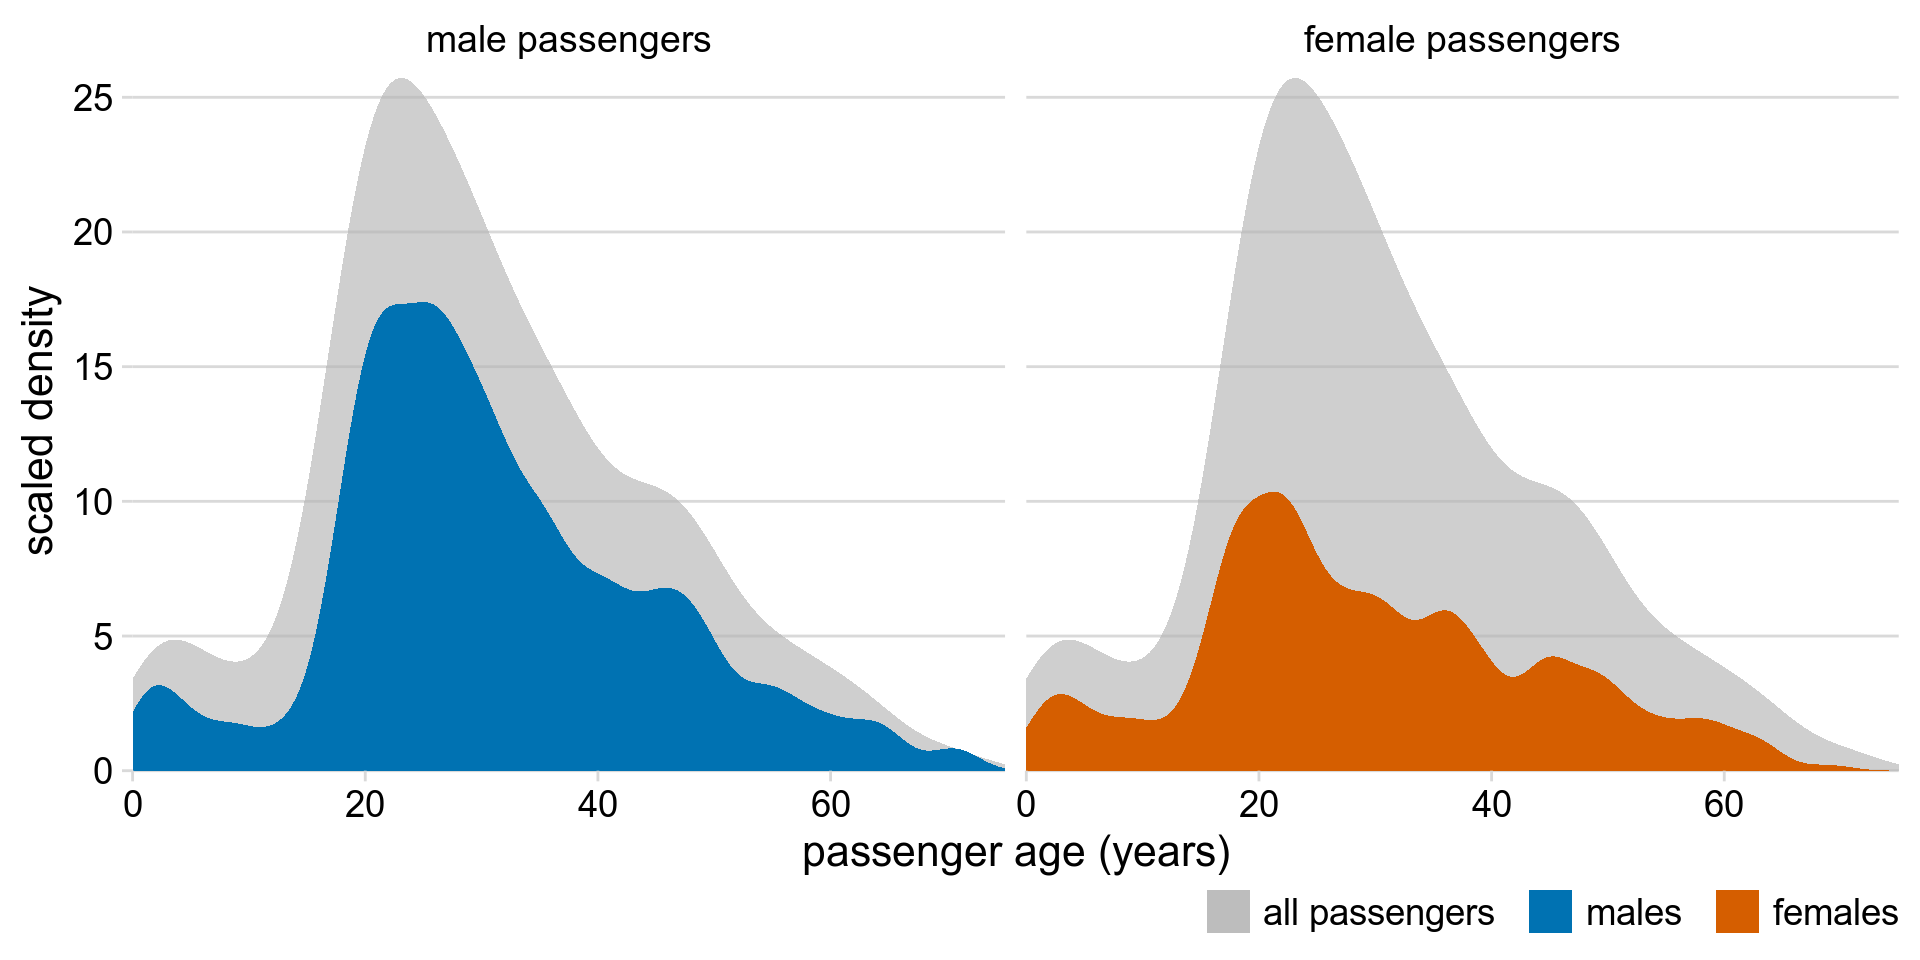 male passengers
female passengers
scaled density
25
20
15
10
5
0
0 20 40 60
0 20 40 60
passenger age (years)
all passengers males females